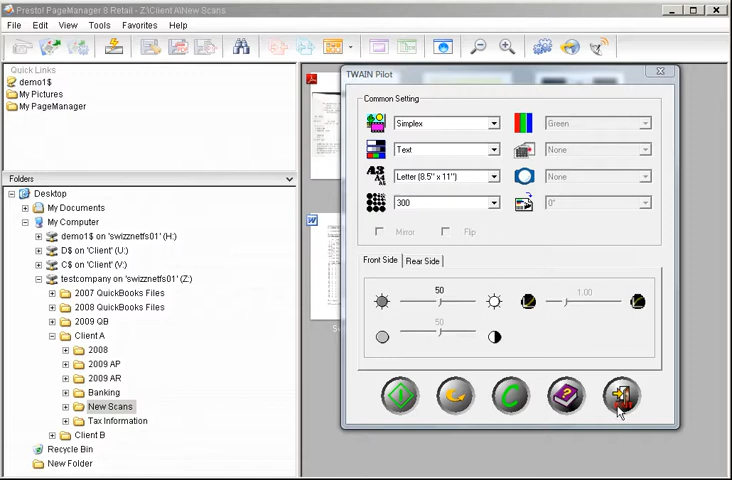 Presto! PageManager 8 Retail - Z:\Client A\New Scans
File Edit View Tools Favorites Help
Quick Links
demo1$
My Pictures
My PageManager
Folders
Desktop
My Documents
My Computer
demo1$ on 'swizznetfs01' (H:)
D$ on 'Client' (U:)
C$ on 'Client' (V:)
testcompany on 'swizznetfs01' (Z:)
2007 QuickBooks Files
2008 QuickBooks Files
2009 QB
Client A
2008
2009 AP
2009 AR
Banking
New Scans
Tax Information
Client B
Recycle Bin
New Folder
TWAIN Pilot
Common Setting
Simplex
Green
Text
None
A3
A4
Letter (8.5" x 11")
None
300
0°
Mirror Flip
Front Side Rear Side
50
1.00
50